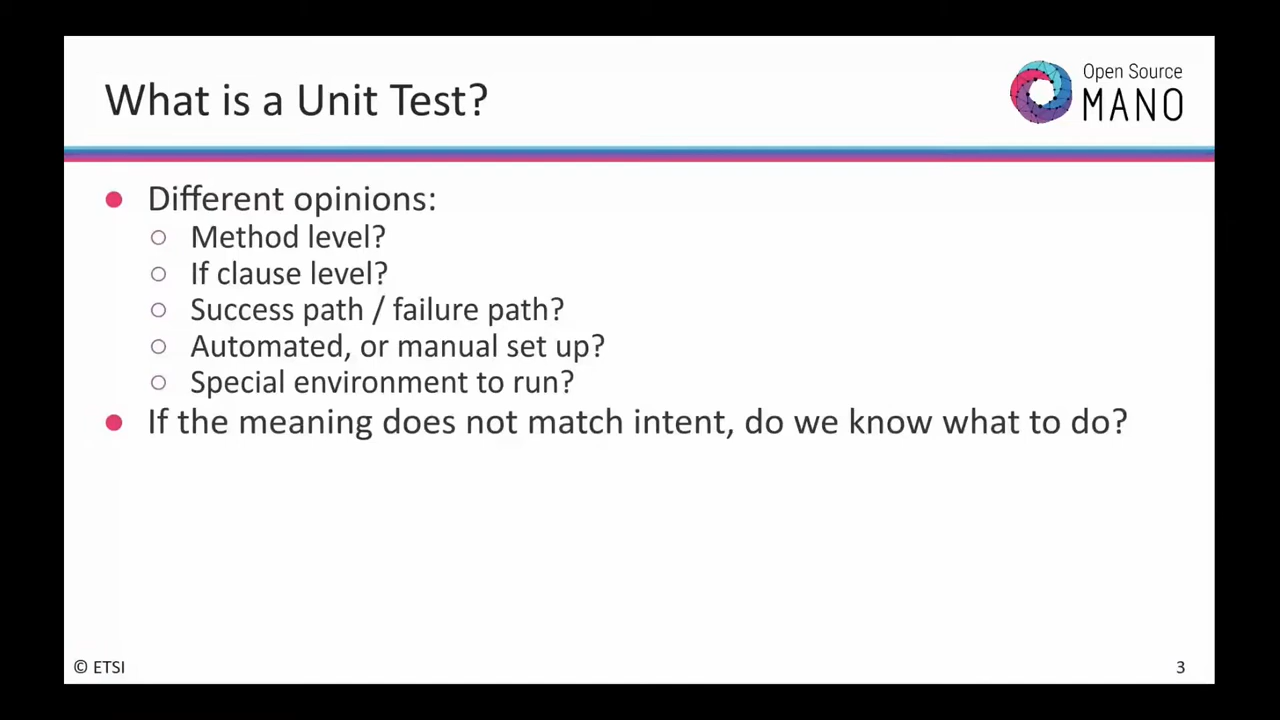 What is a Unit Test?
Open Source
MANO
● Different opinions:
○ Method level?
○ If clause level?
○ Success path / failure path?
○ Automated, or manual set up?
○ Special environment to run?
● If the meaning does not match intent, do we know what to do?
© ETSI
3